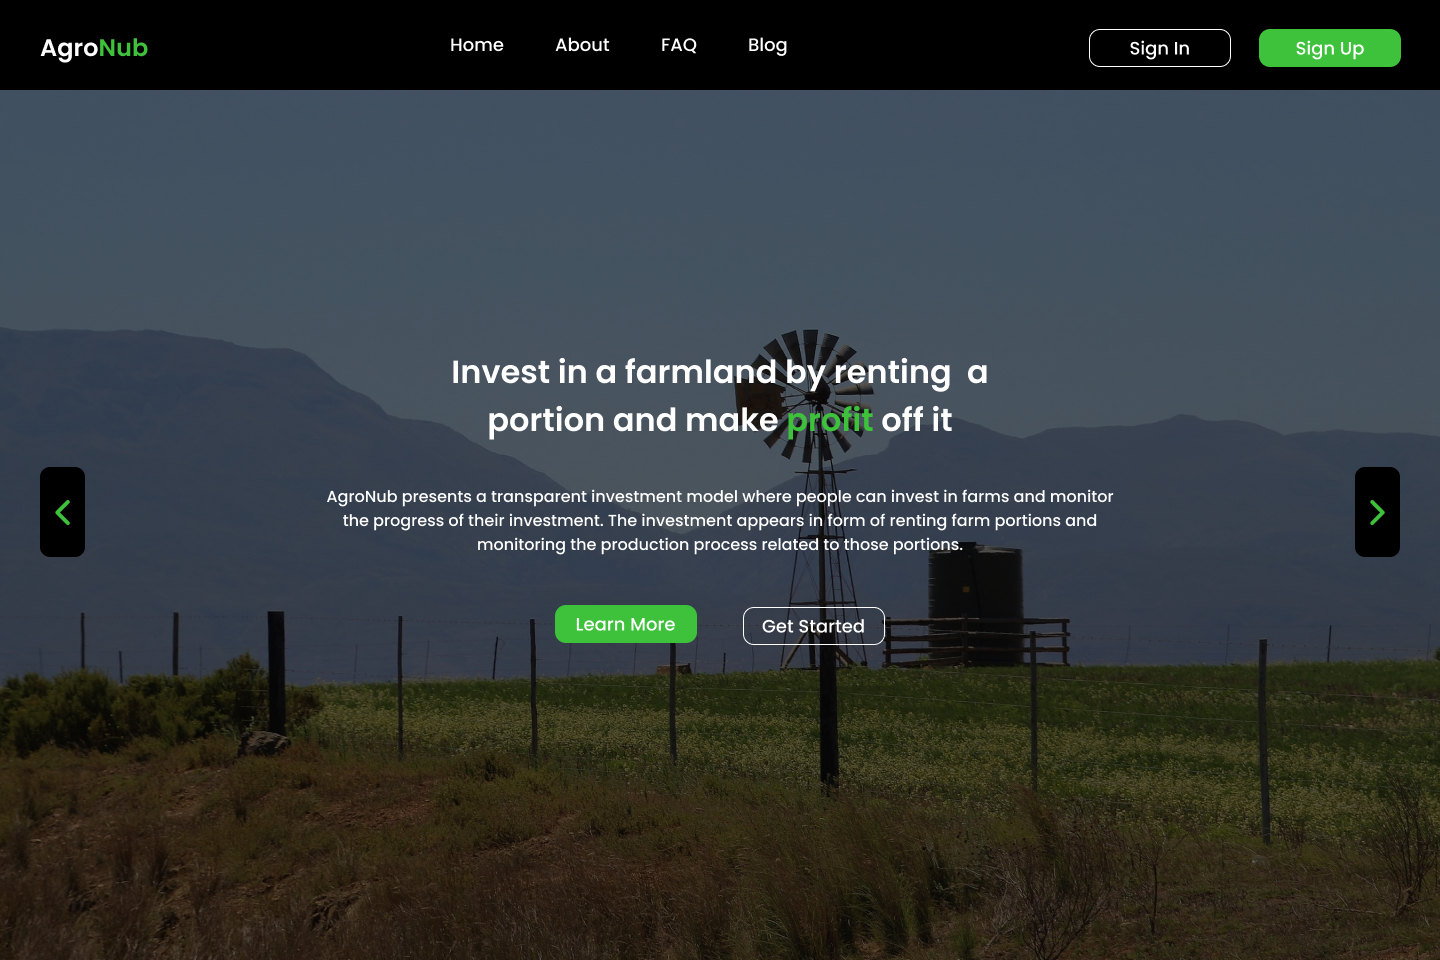 AgroNub
Home About FAQ Blog
Sign In Sign Up
Invest in a farmland by renting a
portion and make profit off it
AgroNub presents a transparent investment model where people can invest in farms and monitor
the progress of their investment. The investment appears in form of renting farm portions and
monitoring the production process related to those portions.
Learn More Get Started